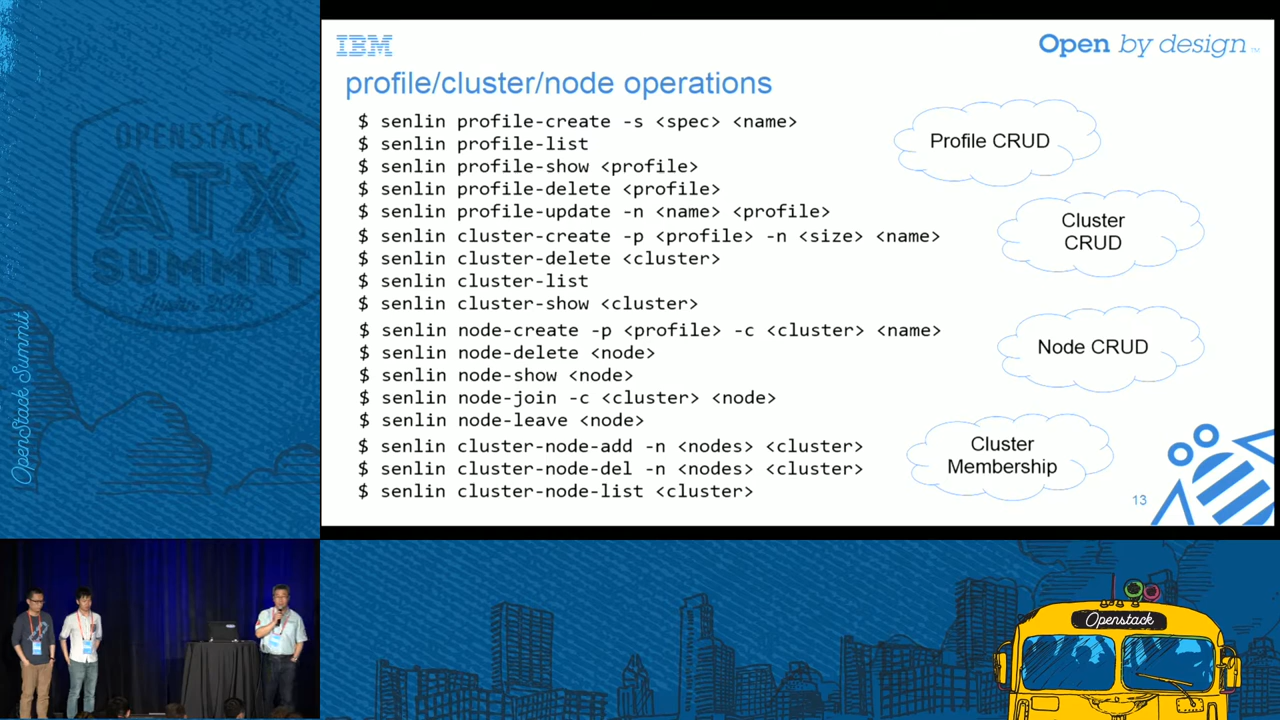 OPENSTACK
ATX
SUMMIT
Austin 2016
OpenStack Summit
IBM
Open by design™
profile/cluster/node operations
$ senlin profile-create -s <spec> <name>
$ senlin profile-list
$ senlin profile-show <profile>
$ senlin profile-delete <profile>
$ senlin profile-update -n <name> <profile>
$ senlin cluster-create -p <profile> -n <size> <name>
$ senlin cluster-delete <cluster>
$ senlin cluster-list
$ senlin cluster-show <cluster>
$ senlin node-create -p <profile> -c <cluster> <name>
$ senlin node-delete <node>
$ senlin node-show <node>
$ senlin node-join -c <cluster> <node>
$ senlin node-leave <node>
$ senlin cluster-node-add -n <nodes> <cluster>
$ senlin cluster-node-del -n <nodes> <cluster>
$ senlin cluster-node-list <cluster>
Profile CRUD
Cluster
CRUD
Node CRUD
Cluster
Membership
13
Openstack